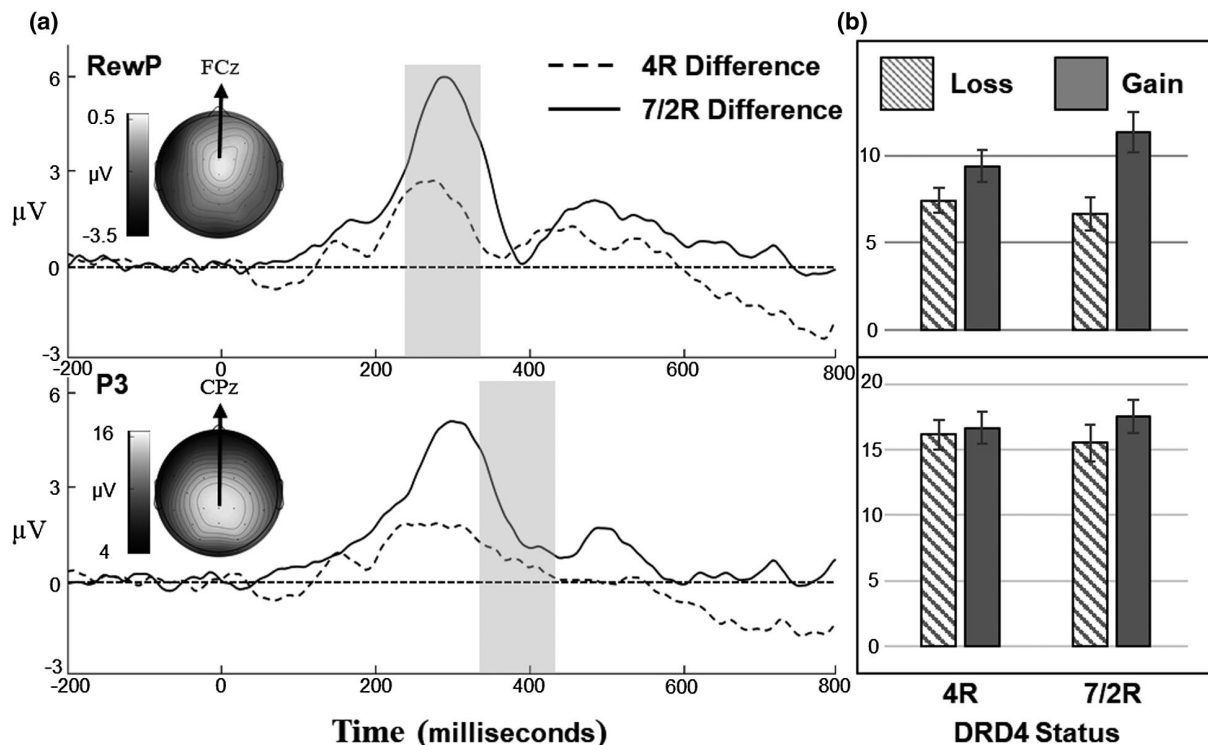 (a)
RewP
FCz
0.5
µV
-3.5
6
3
µV
0
-3
-200
0
200
400
600
800
4R Difference
7/2R Difference
P3
CPz
16
µV
4
6
3
µV
0
-3
-200
0
200
400
600
800
Time (milliseconds)
(b)
Loss
Gain
10
5
0
20
15
10
5
0
4R
7/2R
DRD4 Status